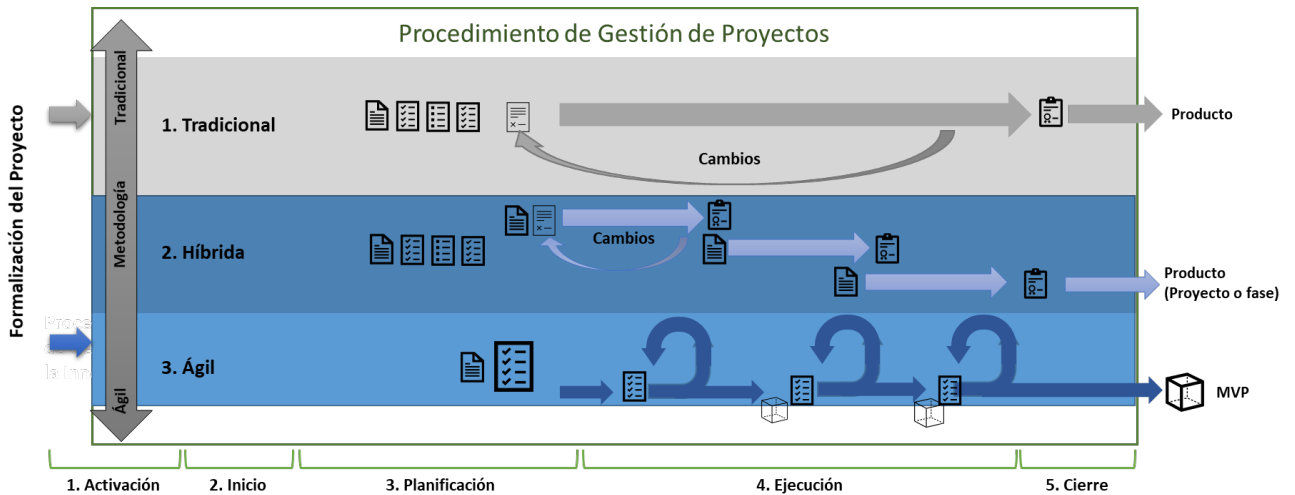 Procedimiento de Gestión de Proyectos
Formalización del Proyecto
Tradicional
Metodología
Ágil
1. Tradicional
Cambios
Producto
2. Híbrida
Cambios
Producto
(Proyecto o fase)
3. Ágil
MVP
1. Activación
2. Inicio
3. Planificación
4. Ejecución
5. Cierre